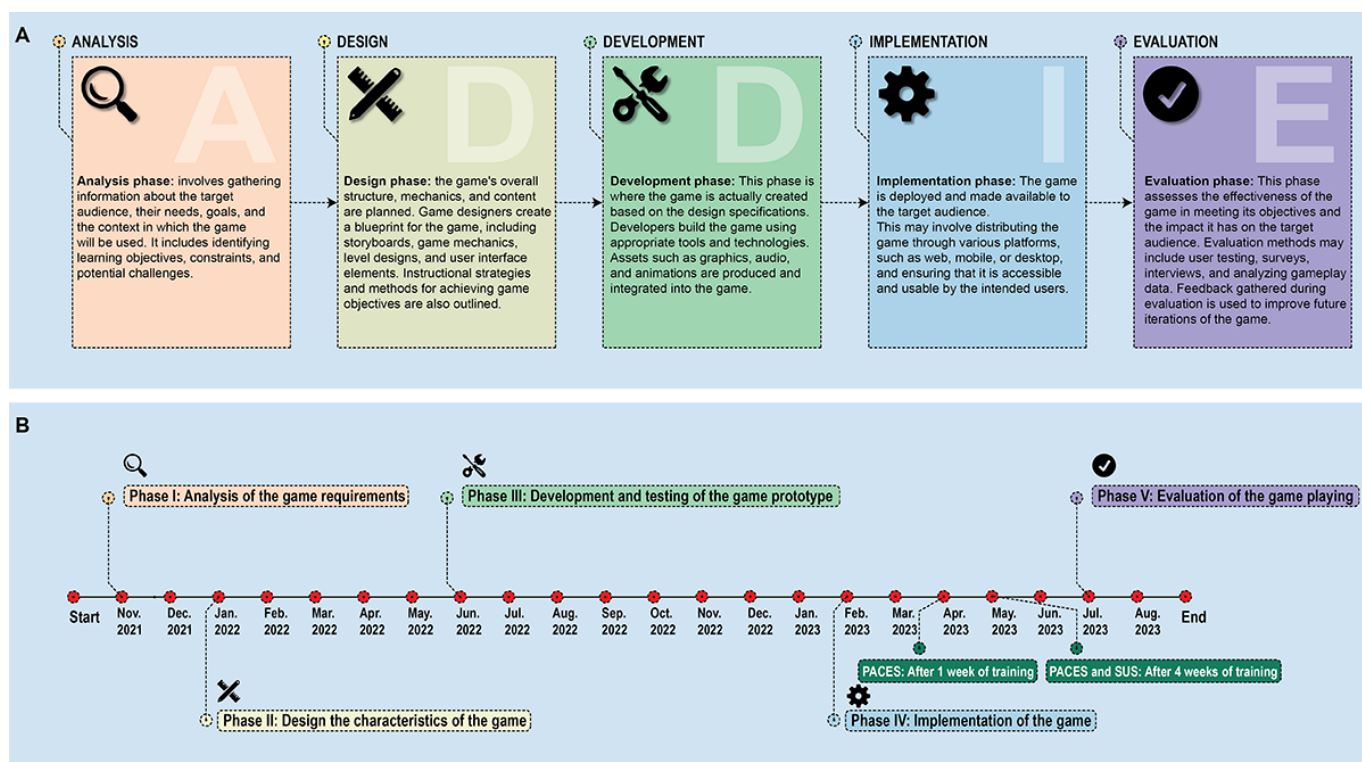 A
ANALYSIS
A
Analysis phase: involves gathering
information about the target
audience, their needs, goals, and
the context in which the game
will be used. It includes identifying
learning objectives, constraints, and
potential challenges.
DESIGN
D
Design phase: the game's overall
structure, mechanics, and content
are planned. Game designers create
a blueprint for the game, including
storyboards, game mechanics,
level designs, and user interface
elements. Instructional strategies
and methods for achieving game
objectives are also outlined.
DEVELOPMENT
D
Development phase: This phase is
where the game is actually created
based on the design specifications.
Developers build the game using
appropriate tools and technologies.
Assets such as graphics, audio,
and animations are produced and
integrated into the game.
IMPLEMENTATION
I
Implementation phase: The game
is deployed and made available to
the target audience.
This may involve distributing the
game through various platforms,
such as web, mobile, or desktop,
and ensuring that it is accessible
and usable by the intended users.
EVALUATION
E
Evaluation phase: This phase
assesses the effectiveness of the
game in meeting its objectives and
the impact it has on the target
audience. Evaluation methods may
include user testing, surveys,
interviews, and analyzing gameplay
data. Feedback gathered during
evaluation is used to improve future
iterations of the game.
B
Phase I: Analysis of the game requirements
Phase III: Development and testing of the game prototype
Phase V: Evaluation of the game playing
Start
Nov.
2021
Dec.
2021
Jan.
2022
Feb.
2022
Mar.
2022
Apr.
2022
May.
2022
Jun.
2022
Jul.
2022
Aug.
2022
Sep.
2022
Oct.
2022
Nov.
2022
Dec.
2022
Jan.
2023
Feb.
2023
Mar.
2023
Apr.
2023
May.
2023
Jun.
2023
Jul.
2023
Aug.
2023
End
PACES: After 1 week of training
PACES and SUS: After 4 weeks of training
Phase II: Design the characteristics of the game
Phase IV: Implementation of the game